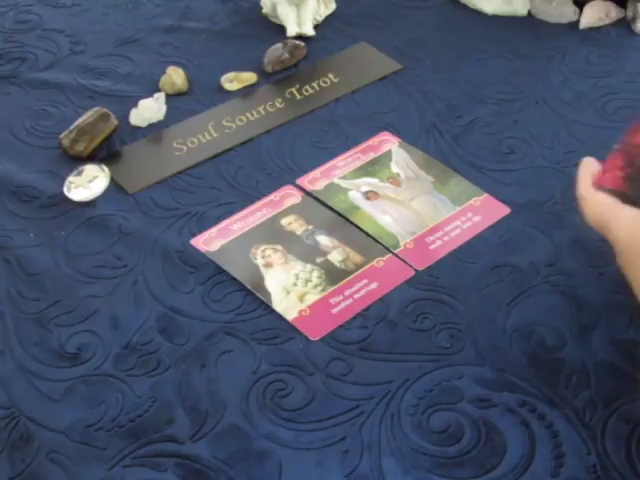 Soul Source Tarot
Wedding
This situation
involves marriage.
Divine timing is at
work in your love life.